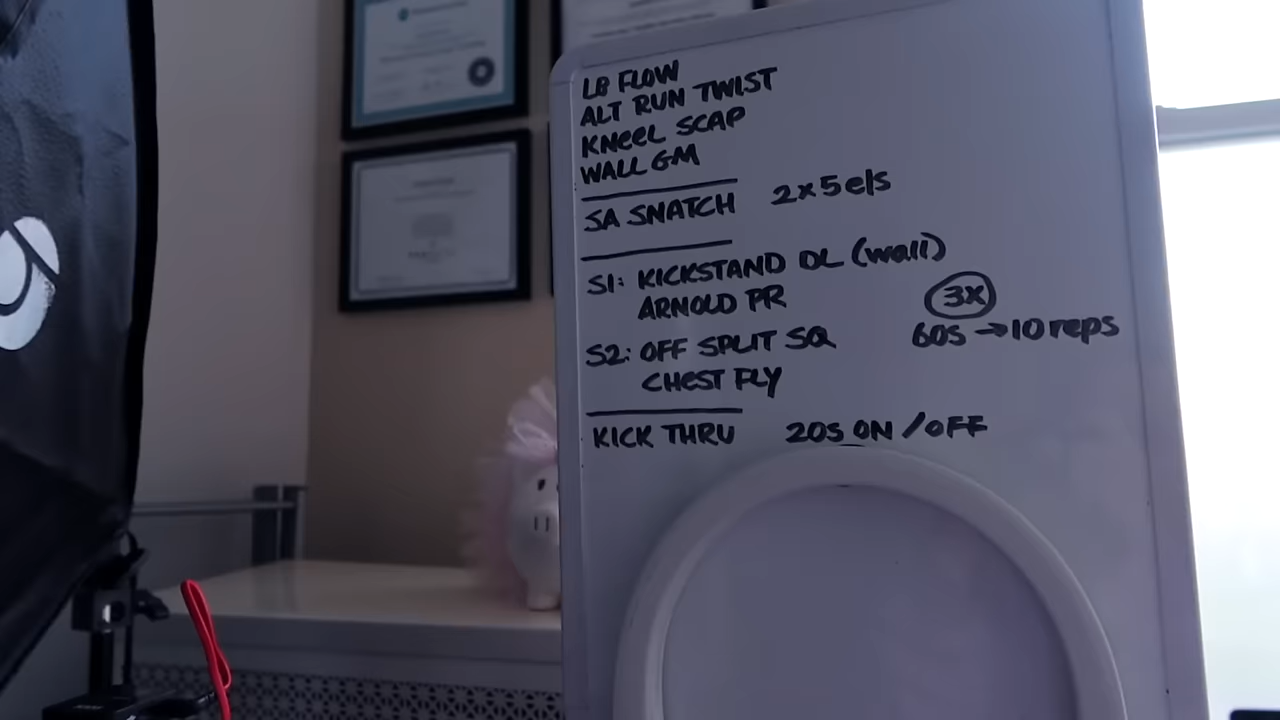 LB FLOW
ALT RUN TWIST
KNEEL SCAP
WALL GM
SA SNATCH 2x5 e/s
S1: KICKSTAND DL (wall)
ARNOLD PR
3x
S2: OFF SPLIT SQ 60s → 10 reps
CHEST FLY
KICK THRU 20s ON / OFF